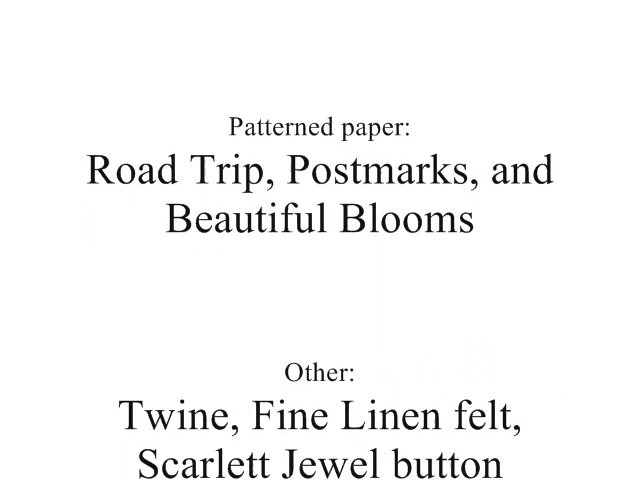 Patterned paper:
Road Trip, Postmarks, and
Beautiful Blooms
Other:
Twine, Fine Linen felt,
Scarlett Jewel button